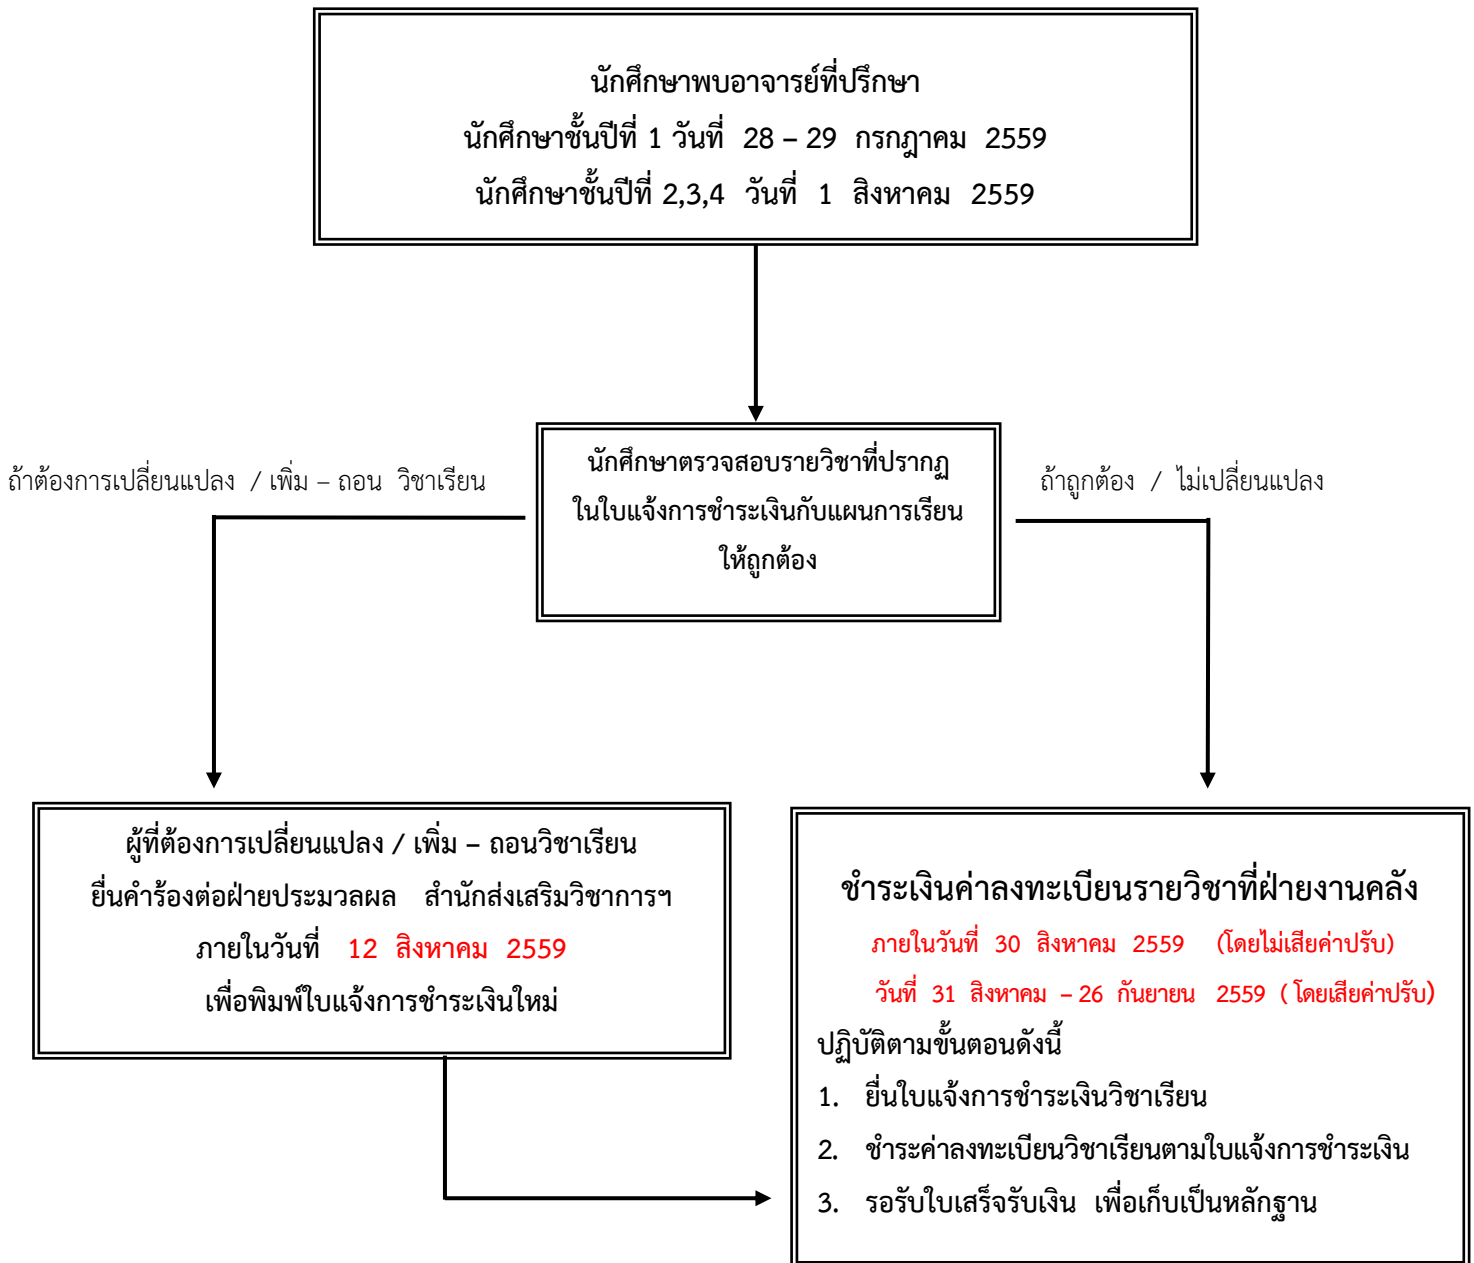 นักศึกษาพบอาจารย์ที่ปรึกษา
นักศึกษาชั้นปีที่ 1 วันที่ 28 – 29 กรกฎาคม 2559
นักศึกษาชั้นปีที่ 2,3,4 วันที่ 1 สิงหาคม 2559
นักศึกษาตรวจสอบรายวิชาที่ปรากฏ
ในใบแจ้งการชำระเงินกับแผนการเรียน
ให้ถูกต้อง
ถ้าต้องการเปลี่ยนแปลง / เพิ่ม – ถอน วิชาเรียน
ถ้าถูกต้อง / ไม่เปลี่ยนแปลง
ผู้ที่ต้องการเปลี่ยนแปลง / เพิ่ม – ถอนวิชาเรียน
ยื่นคำร้องต่อฝ่ายประมวลผล สำนักส่งเสริมวิชาการฯ
ภายในวันที่ 12 สิงหาคม 2559
เพื่อพิมพ์ใบแจ้งการชำระเงินใหม่
ชำระเงินค่าลงทะเบียนรายวิชาที่ฝ่ายงานคลัง
ภายในวันที่ 30 สิงหาคม 2559 (โดยไม่เสียค่าปรับ)
วันที่ 31 สิงหาคม – 26 กันยายน 2559 ( โดยเสียค่าปรับ)
ปฏิบัติตามขั้นตอนดังนี้
1. ยื่นใบแจ้งการชำระเงินวิชาเรียน
2. ชำระค่าลงทะเบียนวิชาเรียนตามใบแจ้งการชำระเงิน
3. รอรับใบเสร็จรับเงิน เพื่อเก็บเป็นหลักฐาน